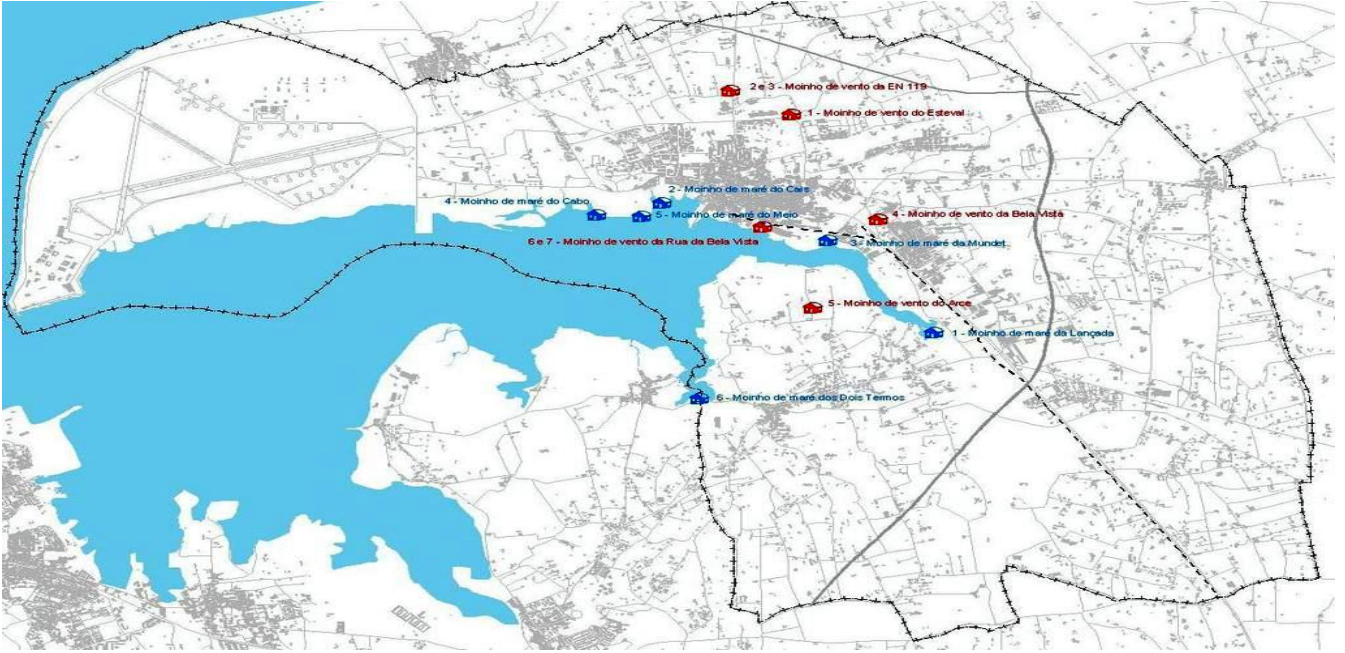 2 e 3 - Moinho de vento da EN 119
1 - Moinho de vento do Esteval
2 - Moinho de maré do Cais
4 - Moinho de maré do Cabo
5 - Moinho de maré do Meio
4 - Moinho de vento da Bela Vista
6 e 7 - Moinho de vento da Rua da Bela Vista
3 - Moinho de maré da Mundet
5 - Moinho de vento do Arce
1 - Moinho de maré da Lançada
6 - Moinho de maré dos Dois Termos